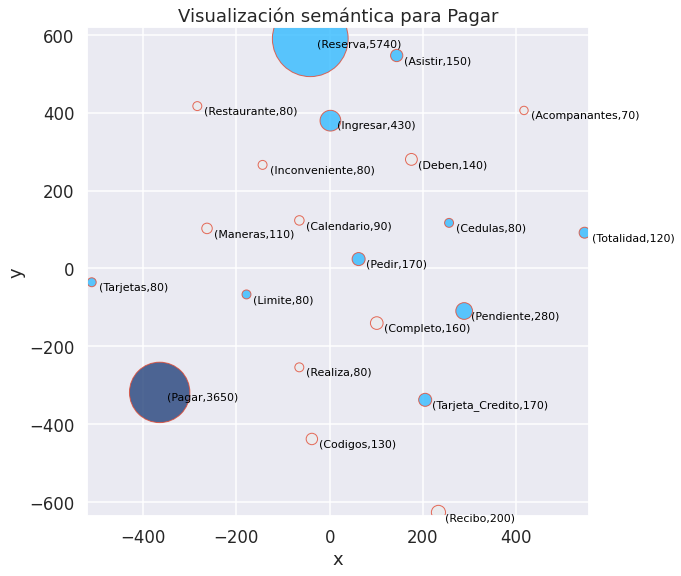 Visualización semántica para Pagar
600
(Reserva,5740)
(Asistir,150)
400
(Restaurante,80)
(Acompanantes,70)
(Ingresar,430)
(Deben,140)
(Inconveniente,80)
200
(Calendario,90)
(Cedulas,80)
(Maneras,110)
(Totalidad,120)
y
0
(Pedir,170)
(Tarjetas,80)
(Limite,80)
(Pendiente,280)
(Completo,160)
−200
(Realiza,80)
(Pagar,3650)
(Tarjeta_Credito,170)
−400
(Codigos,130)
−600
(Recibo,200)
−400 −200 0 200 400
x